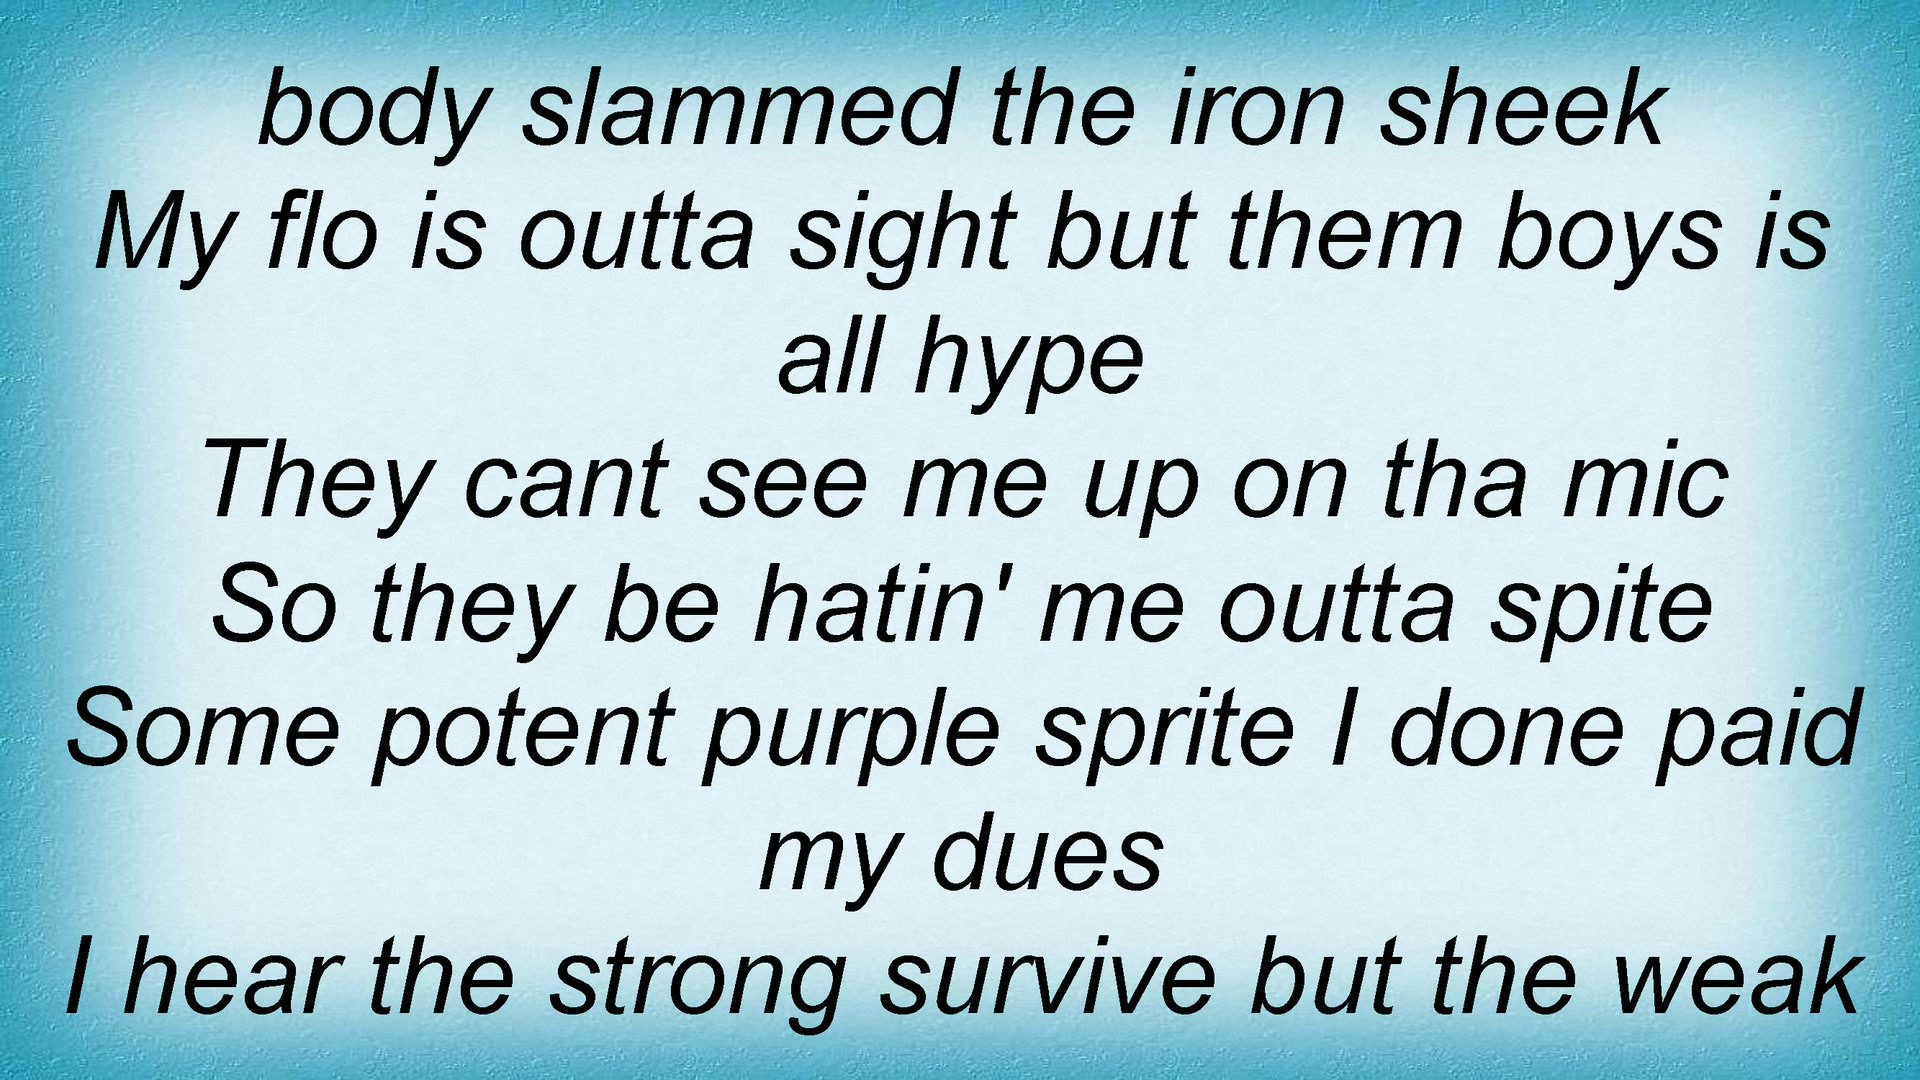 body slammed the iron sheek
My flo is outta sight but them boys is
all hype
They cant see me up on tha mic
So they be hatin' me outta spite
Some potent purple sprite I done paid
my dues
I hear the strong survive but the weak